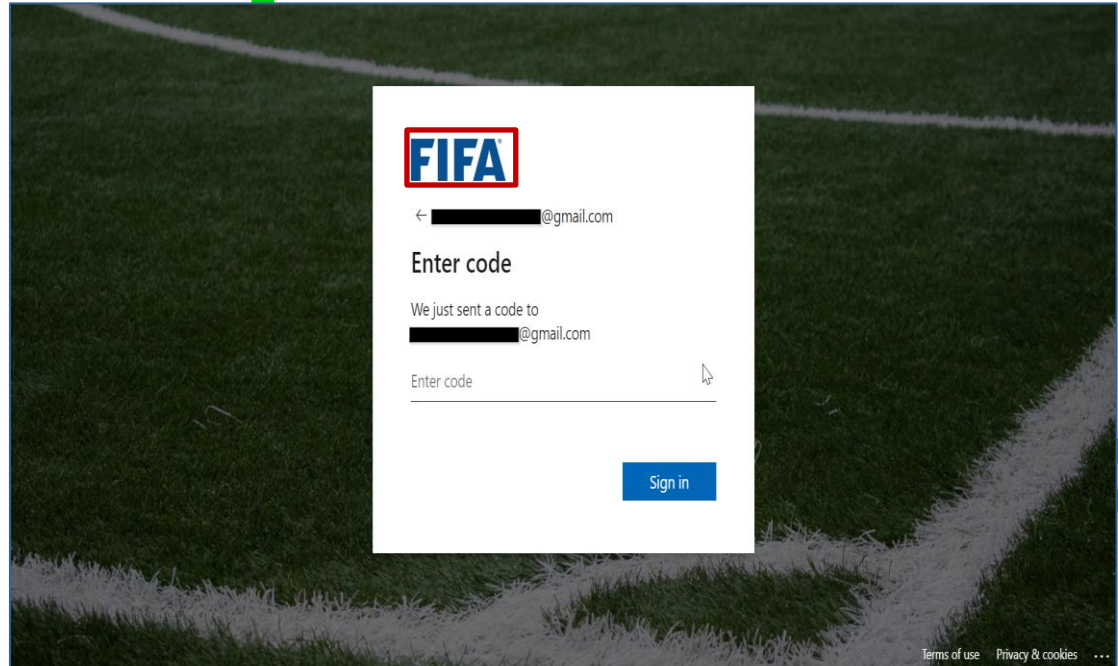 FIFA
← @gmail.com
Enter code
We just sent a code to
@gmail.com
Enter code
Sign in
Terms of use Privacy & cookies ...